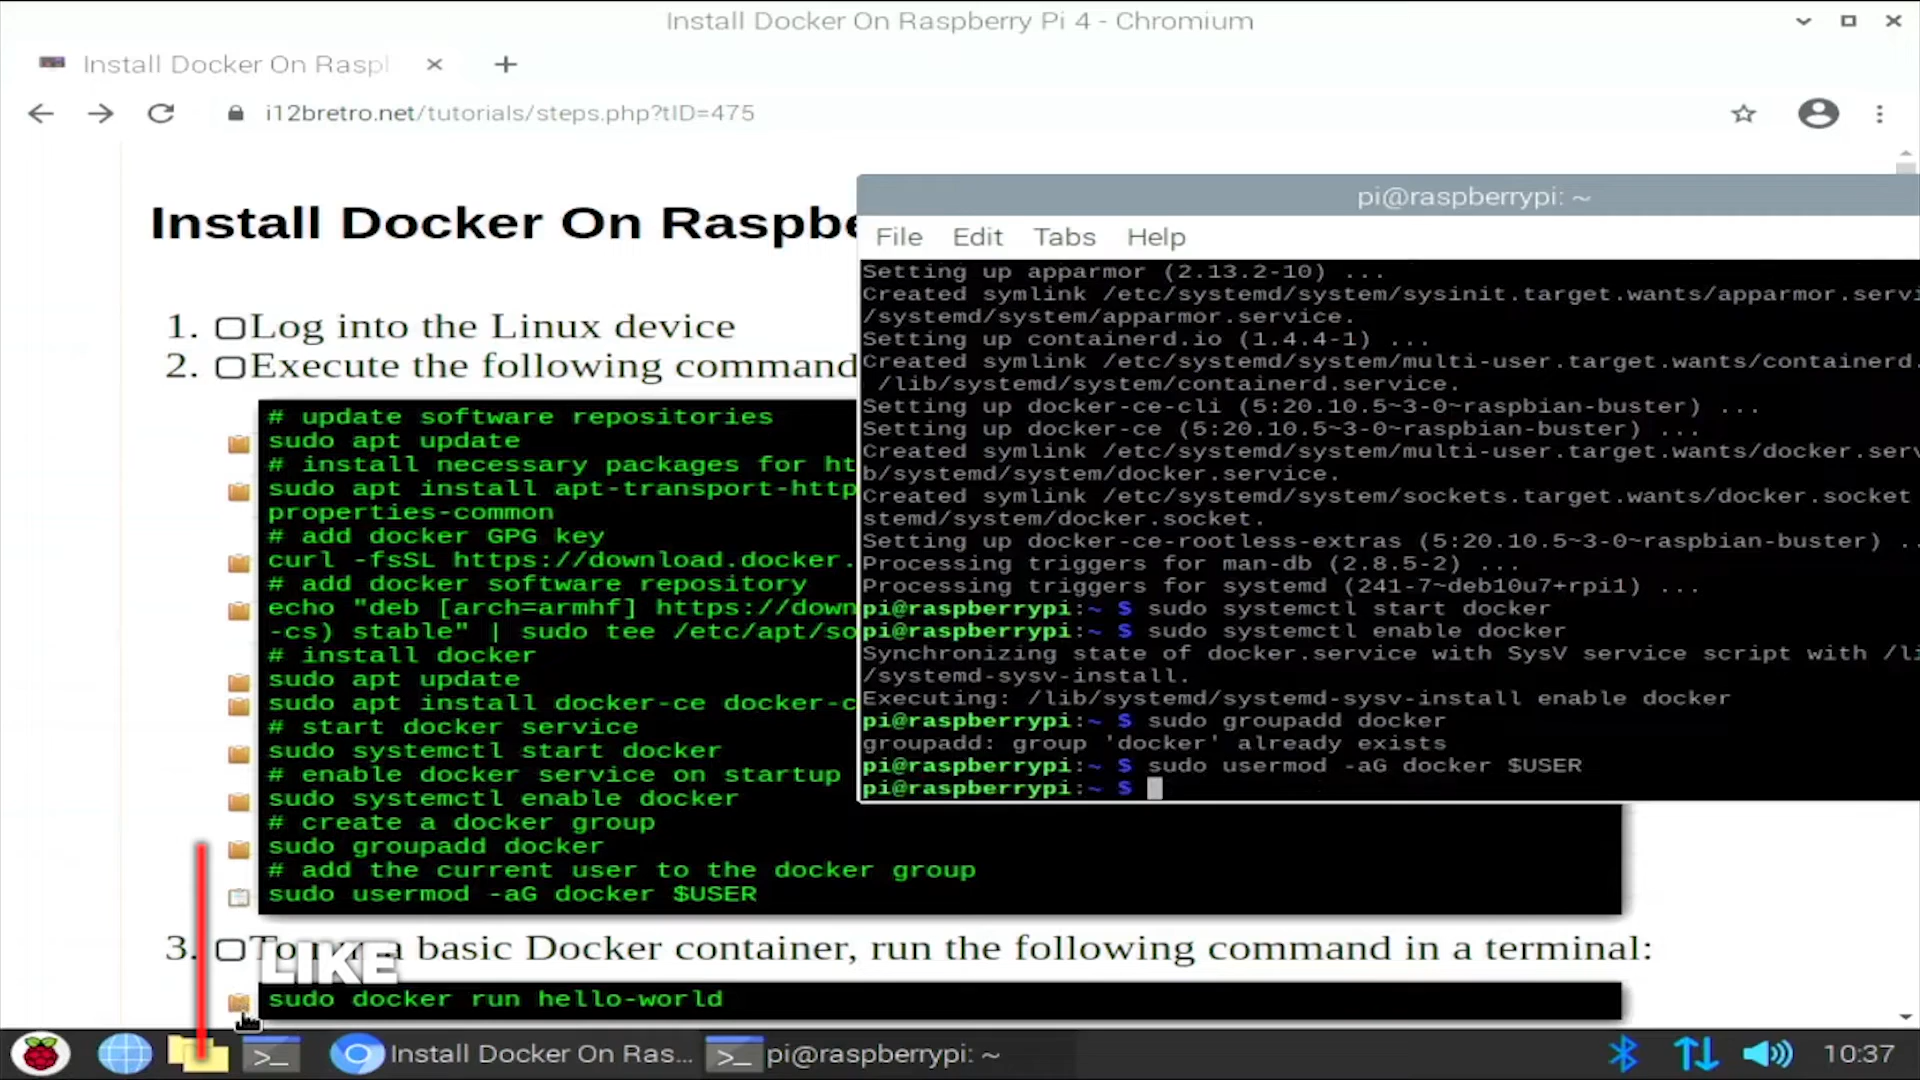 Install Docker On Raspberry Pi 4 - Chromium
Install Docker On Raspl
i12bretro.net/tutorials/steps.php?tID=475
Install Docker On Raspbe
1. Log into the Linux device
2. Execute the following command
# update software repositories
sudo apt update
# install necessary packages for ht
sudo apt install apt-transport-http
properties-common
# add docker GPG key
curl -fsSL https://download.docker.
# add docker software repository
echo "deb [arch=armhf] https://down
-cs) stable" | sudo tee /etc/apt/so
# install docker
sudo apt update
sudo apt install docker-ce docker-c
# start docker service
sudo systemctl start docker
# enable docker service on startup
sudo systemctl enable docker
# create a docker group
sudo groupadd docker
# add the current user to the docker group
sudo usermod -aG docker $USER
3. To a basic Docker container, run the following command in a terminal:
LIKE
sudo docker run hello-world
pi@raspberrypi: ~
File Edit Tabs Help
Setting up apparmor (2.13.2-10) ...
Created symlink /etc/systemd/system/sysinit.target.wants/apparmor.servi
/systemd/system/apparmor.service.
Setting up containerd.io (1.4.4-1) ...
Created symlink /etc/systemd/system/multi-user.target.wants/containerd.
/lib/systemd/system/containerd.service.
Setting up docker-ce-cli (5:20.10.5~3-0~raspbian-buster) ...
Setting up docker-ce (5:20.10.5~3-0~raspbian-buster) ...
Created symlink /etc/systemd/system/multi-user.target.wants/docker.serv
b/systemd/system/docker.service.
Created symlink /etc/systemd/system/sockets.target.wants/docker.socket
stemd/system/docker.socket.
Setting up docker-ce-rootless-extras (5:20.10.5~3-0~raspbian-buster) ..
Processing triggers for man-db (2.8.5-2) ...
Processing triggers for systemd (241-7~deb10u7+rpi1) ...
pi@raspberrypi:~ $ sudo systemctl start docker
pi@raspberrypi:~ $ sudo systemctl enable docker
Synchronizing state of docker.service with SysV service script with /li
/systemd-sysv-install.
Executing: /lib/systemd/systemd-sysv-install enable docker
pi@raspberrypi:~ $ sudo groupadd docker
groupadd: group 'docker' already exists
pi@raspberrypi:~ $ sudo usermod -aG docker $USER
pi@raspberrypi:~ $
Install Docker On Ras...
pi@raspberrypi: ~
10:37